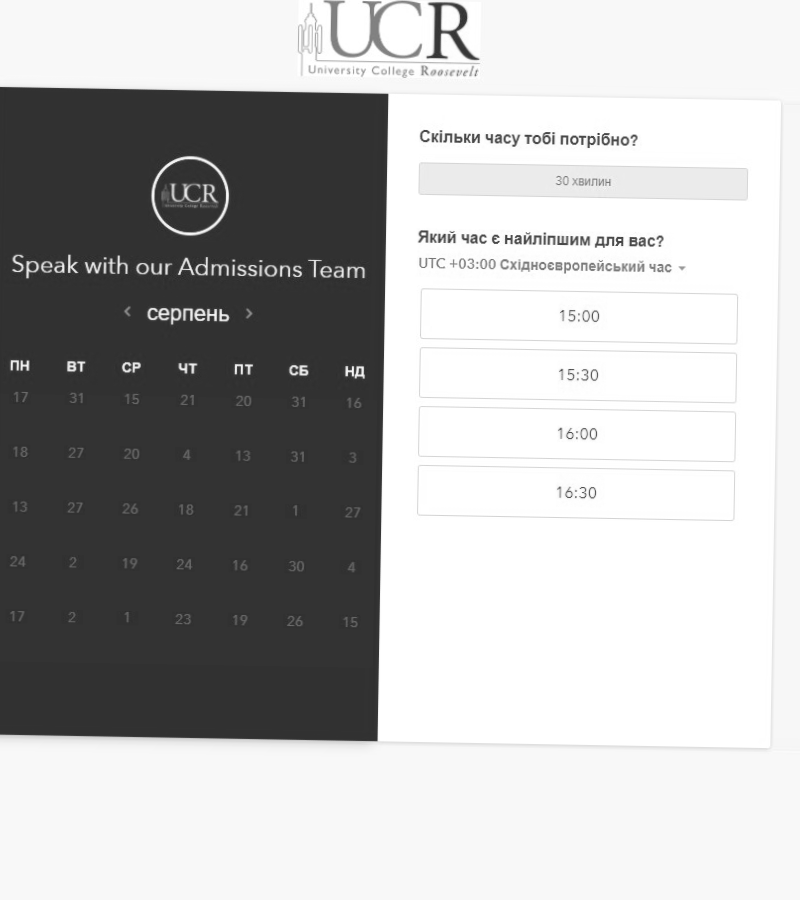 UCR
University College Roosevelt
UCR
Speak with our Admissions Team
серпень
ПН ВТ СР ЧТ ПТ СБ НД
17 31 15 21 20 31 16
18 27 20 4 13 31 3
13 27 26 18 21 1 27
24 2 19 24 16 30 4
17 2 1 23 19 26 15
Скільки часу тобі потрібно?
30 хвилин
Який час є найліпшим для вас?
UTC +03:00 Східноєвропейський час
15:00
15:30
16:00
16:30